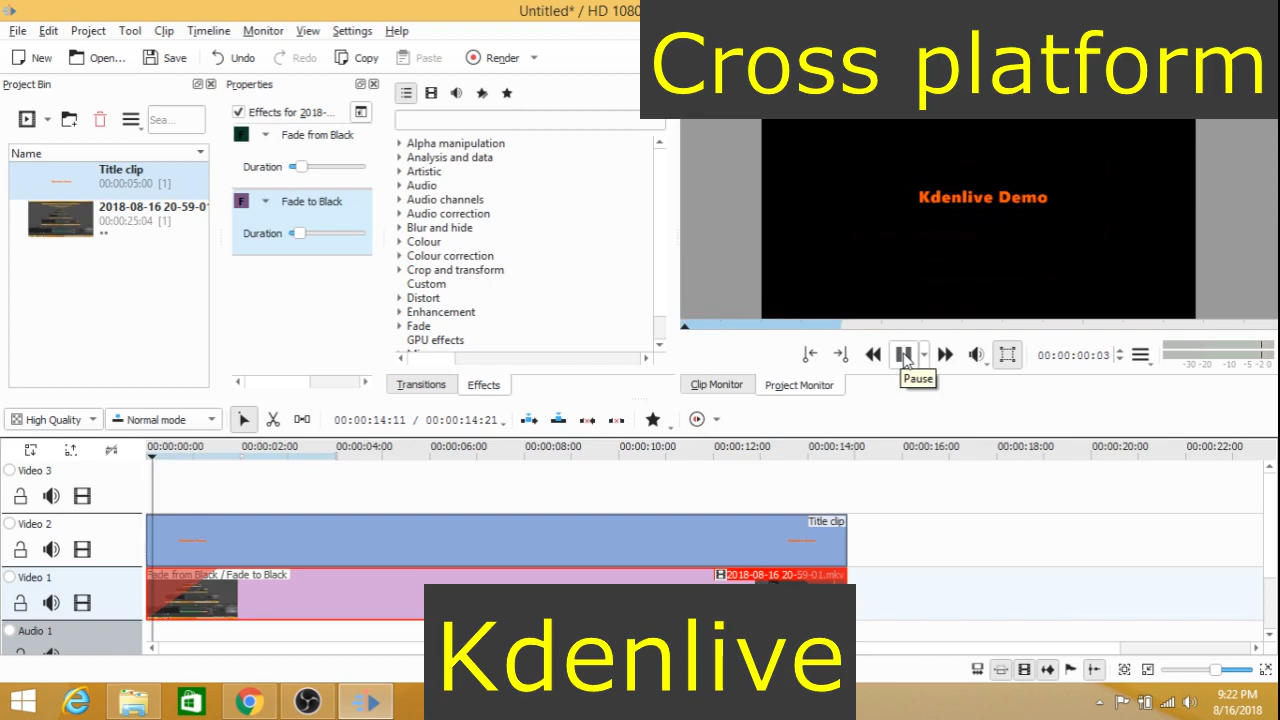 Untitled* / HD 1080
Cross platform
File Edit Project Tool Clip Timeline Monitor View Settings Help
New Open... Save Undo Redo Copy Paste Render
Project Bin
Properties
Effects for 2018-...
Sea...
Name
Title clip
00:00:05:00 [1]
2018-08-16 20-59-01
00:00:25:04 [1]
Fade from Black
Duration
Fade to Black
Duration
Alpha manipulation
Analysis and data
Artistic
Audio
Audio channels
Audio correction
Blur and hide
Colour
Colour correction
Crop and transform
Custom
Distort
Enhancement
Fade
GPU effects
Transitions Effects
Kdenlive Demo
00:00:00:03
-30 -20 -10 -5 -2 0
Pause
Clip Monitor Project Monitor
High Quality Normal mode 00:00:14:11 / 00:00:14:21
00:00:00:00 00:00:02:00 00:00:04:00 00:00:06:00 00:00:08:00 00:00:10:00 00:00:12:00 00:00:14:00 00:00:16:00 00:00:18:00 00:00:20:00 00:00:22:00
Video 3
Video 2
Title clip
Video 1
Fade from Black / Fade to Black
2018-08-16 20-59-01.mkv
Audio 1
Kdenlive
9:22 PM
8/16/2018